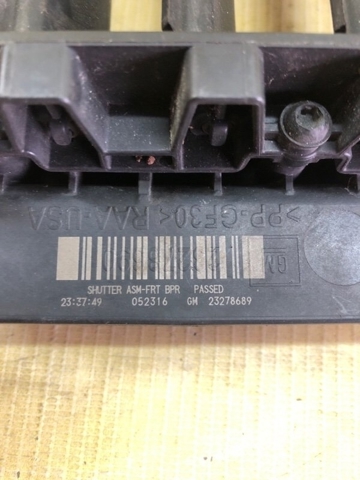 >PP-GF30< RAA-USA
GM
SHUTTER ASM-FRT BPR PASSED
23:37:49 052316 GM 23278689